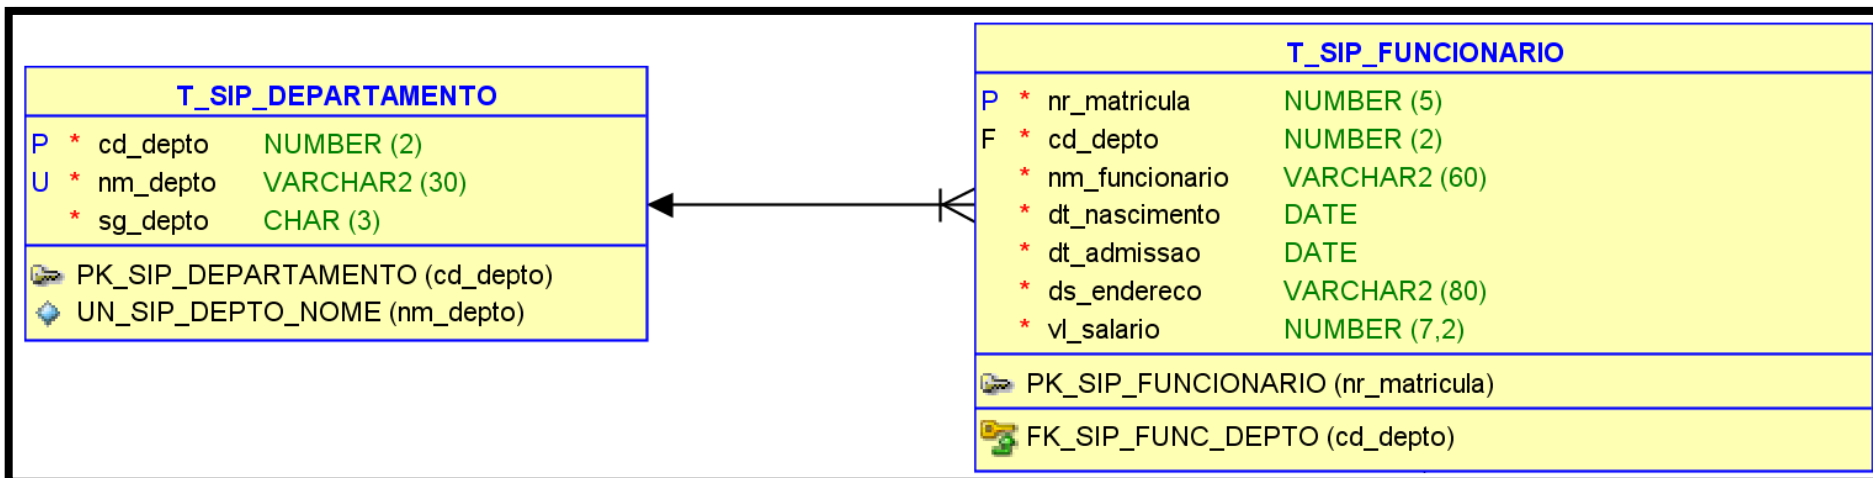 T_SIP_DEPARTAMENTO
P * cd_depto NUMBER (2)
U * nm_depto VARCHAR2 (30)
* sg_depto CHAR (3)
PK_SIP_DEPARTAMENTO (cd_depto)
UN_SIP_DEPTO_NOME (nm_depto)
T_SIP_FUNCIONARIO
P * nr_matricula NUMBER (5)
F * cd_depto NUMBER (2)
* nm_funcionario VARCHAR2 (60)
* dt_nascimento DATE
* dt_admissao DATE
* ds_endereco VARCHAR2 (80)
* vl_salario NUMBER (7,2)
PK_SIP_FUNCIONARIO (nr_matricula)
FK_SIP_FUNC_DEPTO (cd_depto)